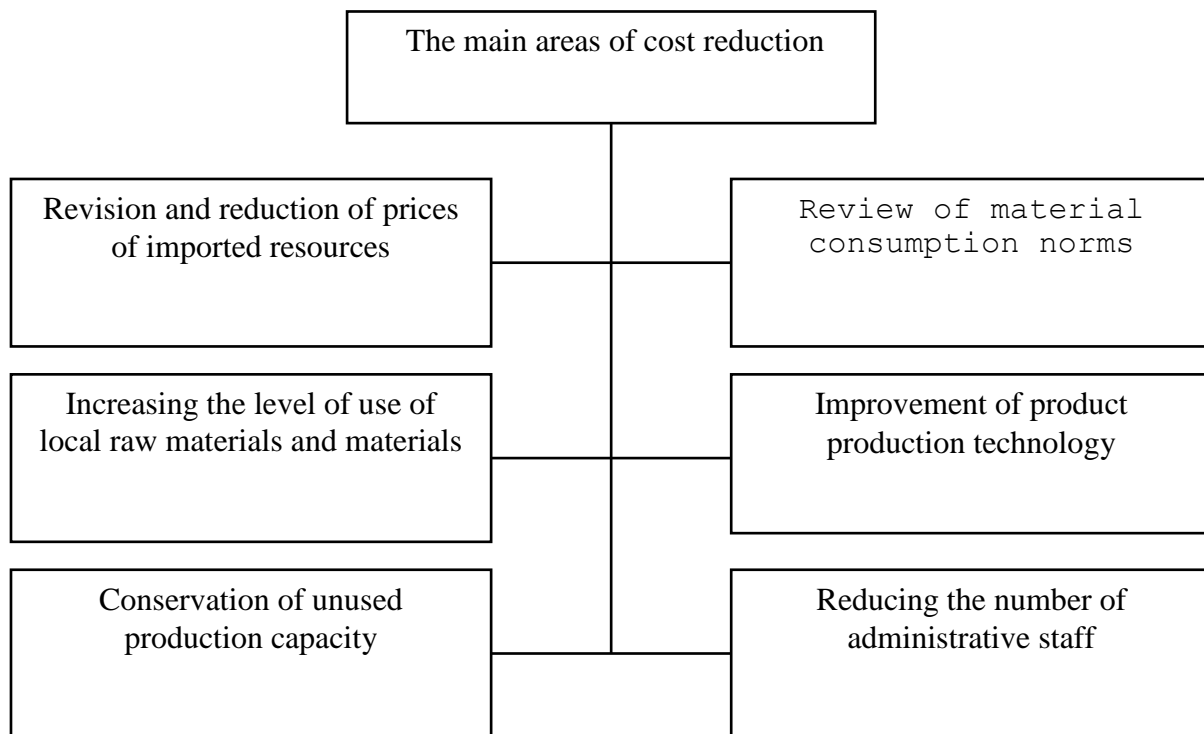 The main areas of cost reduction
Revision and reduction of prices
of imported resources
Review of material
consumption norms
Increasing the level of use of
local raw materials and materials
Improvement of product
production technology
Conservation of unused
production capacity
Reducing the number of
administrative staff